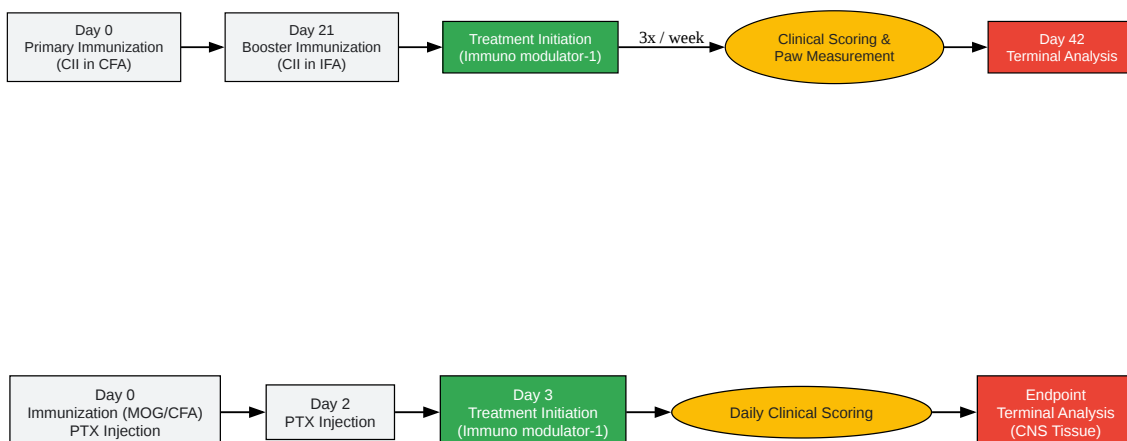 Day 0
Primary Immunization
(CII in CFA)
Day 21
Booster Immunization
(CII in IFA)
Treatment Initiation
(Immuno modulator-1)
3x / week
Clinical Scoring &
Paw Measurement
Day 42
Terminal Analysis
Day 0
Immunization (MOG/CFA)
PTX Injection
Day 2
PTX Injection
Day 3
Treatment Initiation
(Immuno modulator-1)
Daily Clinical Scoring
Endpoint
Terminal Analysis
(CNS Tissue)